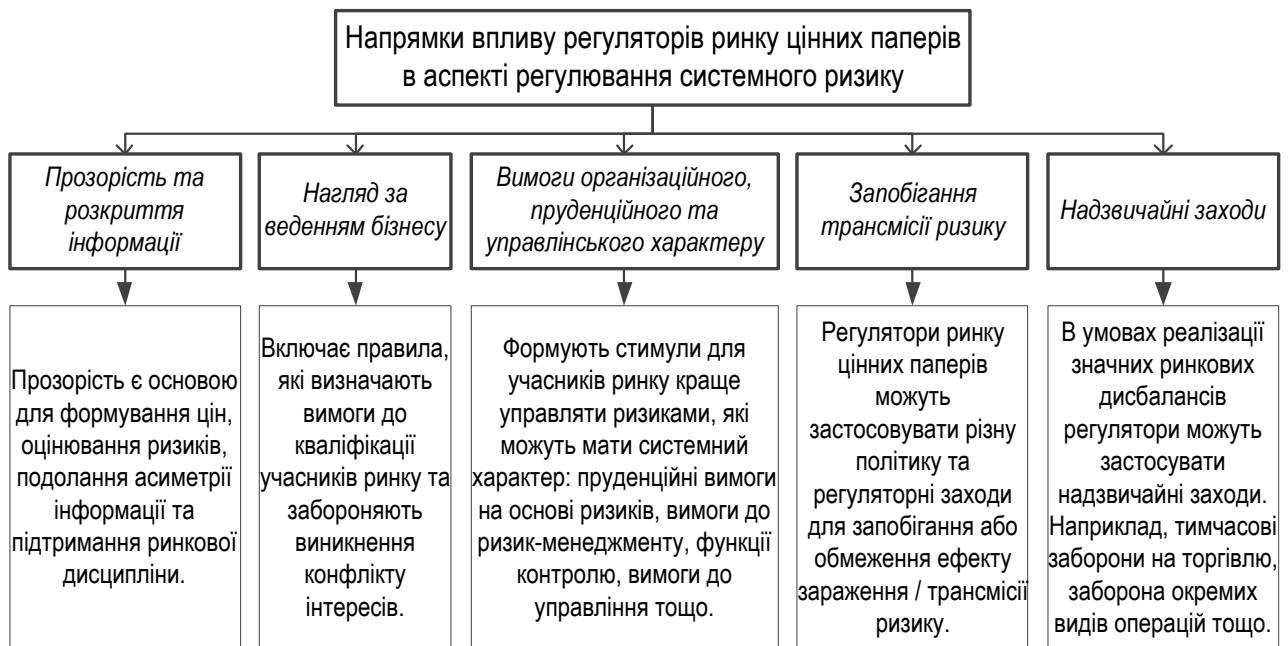 Напрямки впливу регуляторів ринку цінних паперів
в аспекті регулювання системного ризику
Прозорість та
розкриття
інформації
Нагляд за
веденням бізнесу
Вимоги організаційного,
пруденційного та
управлінського характеру
Запобігання
трансмісії ризику
Надзвичайні заходи
Прозорість є основою
для формування цін,
оцінювання ризиків,
подолання асиметрії
інформації та
підтримання ринкової
дисципліни.
Включає правила,
які визначають
вимоги до
кваліфікації
учасників ринку та
забороняють
виникнення
конфлікту
інтересів.
Формують стимули для
учасників ринку краще
управляти ризиками, які
можуть мати системний
характер: пруденційні вимоги
на основі ризиків, вимоги до
ризик-менеджменту, функції
контролю, вимоги до
управління тощо.
Регулятори ринку
цінних паперів
можуть
застосовувати різну
політику та
регуляторні заходи
для запобігання або
обмеження ефекту
зараження / трансмісії
ризику.
В умовах реалізації
значних ринкових
дисбалансів
регулятори можуть
застосувати
надзвичайні заходи.
Наприклад, тимчасові
заборони на торгівлю,
заборона окремих
видів операцій тощо.